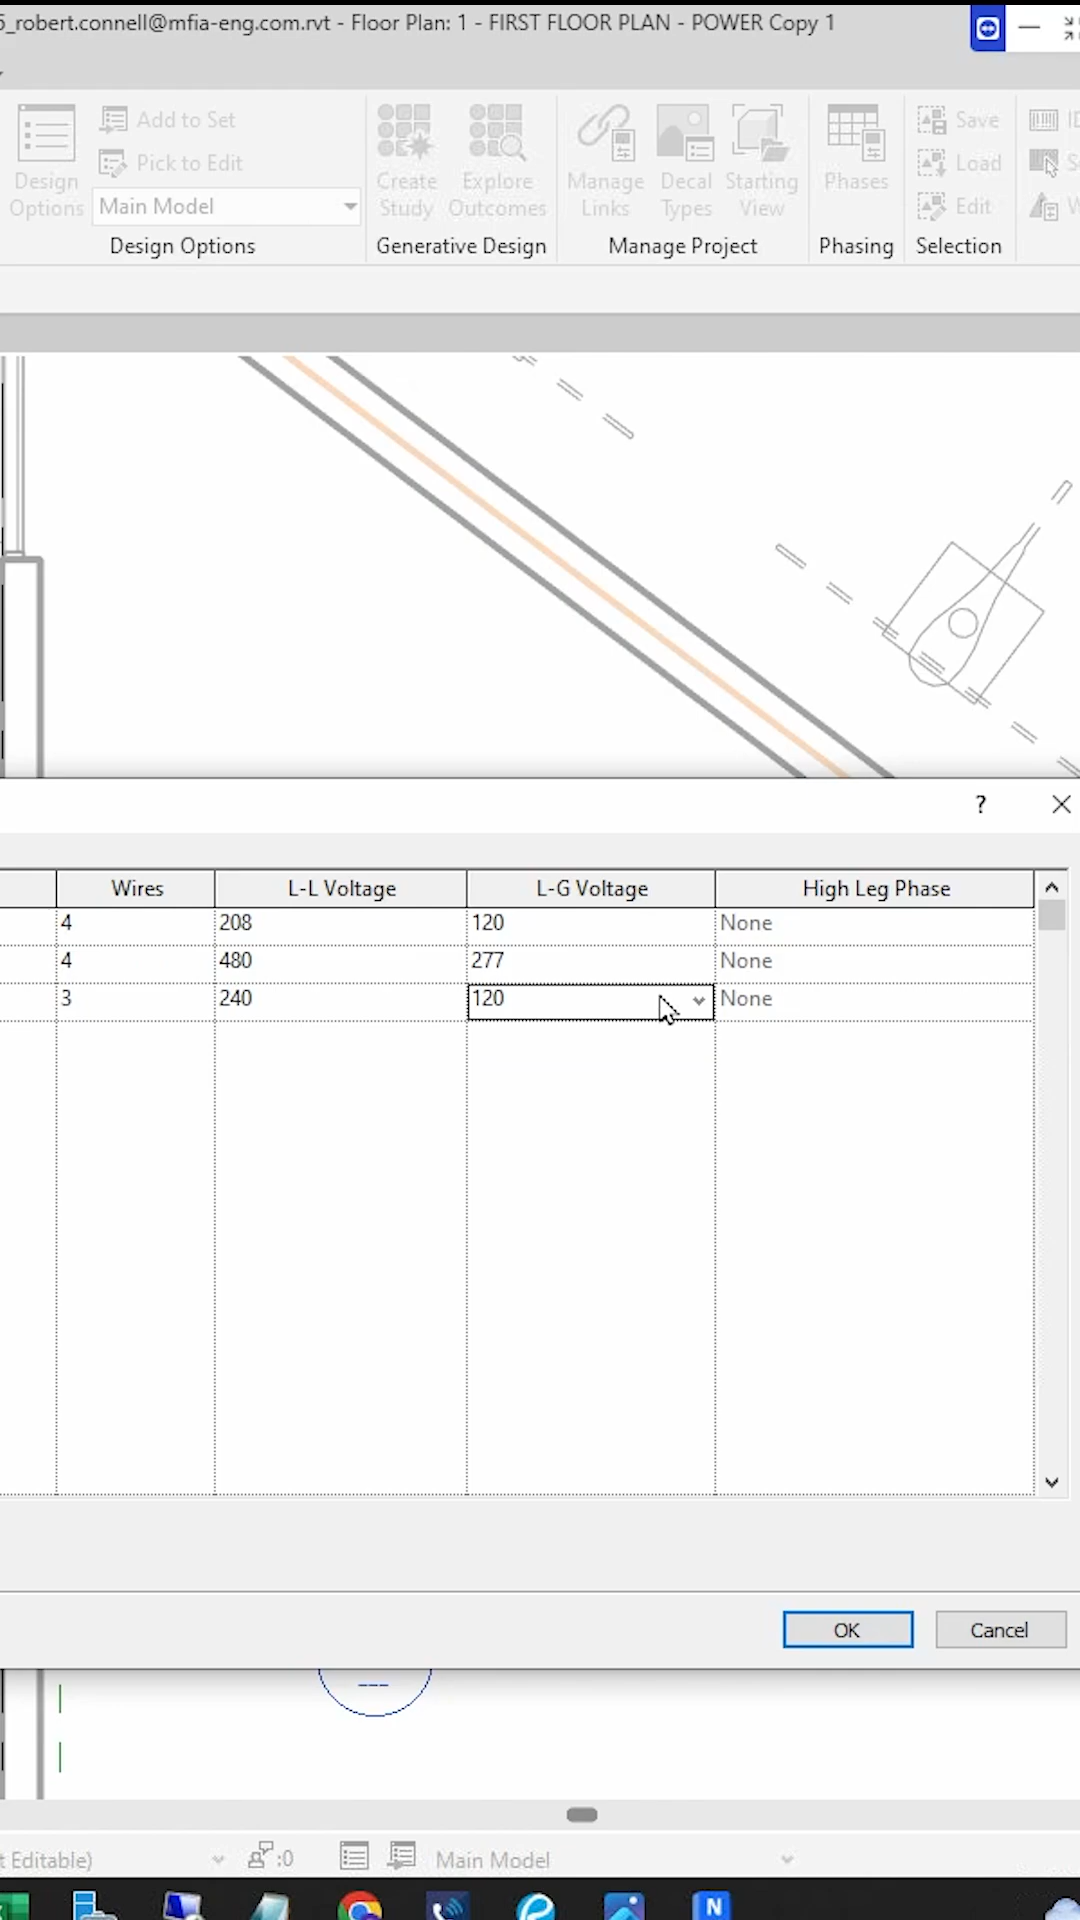 _robert.connell@mfia-eng.com.rvt - Floor Plan: 1 - FIRST FLOOR PLAN - POWER Copy 1
Add to Set
Pick to Edit
Design Options
Main Model
Create Study
Explore Outcomes
Manage Links
Decal Types
Starting View
Phases
Save
Load
Edit
Design Options
Generative Design
Manage Project
Phasing
Selection
?
Wires L-L Voltage L-G Voltage High Leg Phase
4 208 120 None
4 480 277 None
3 240 120 None
OK Cancel
---
Editable)
:0
Main Model
N